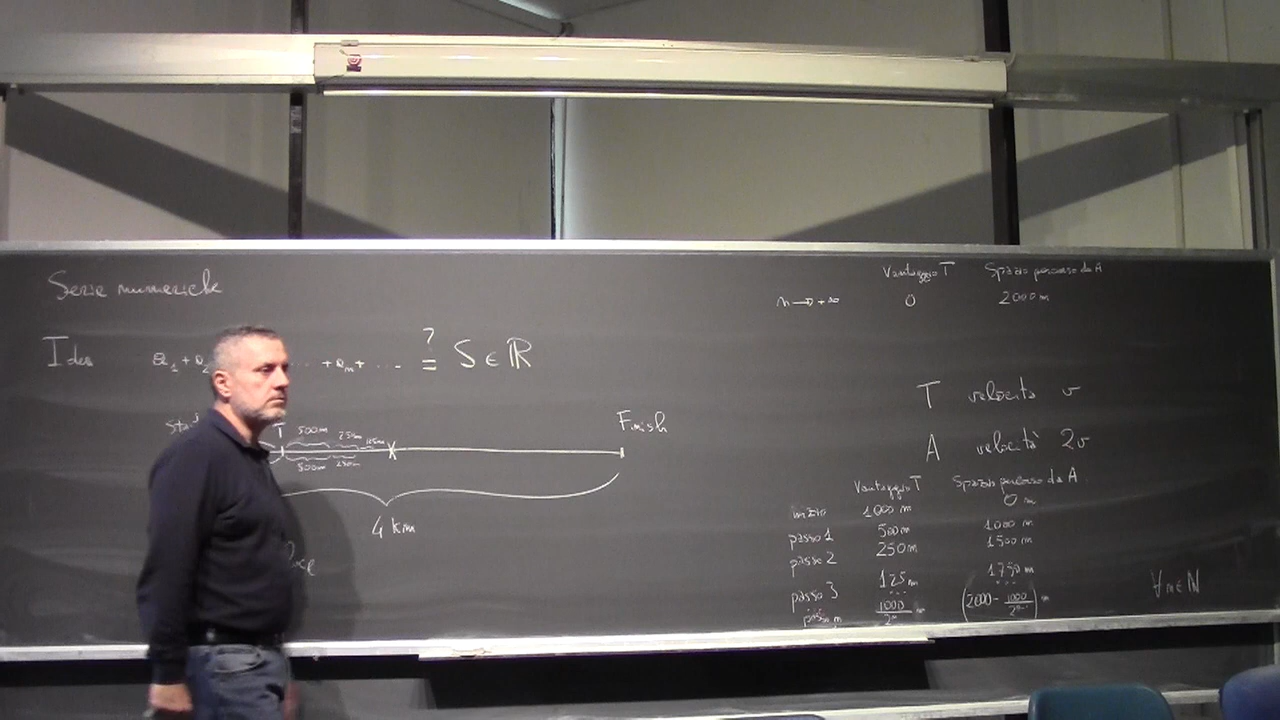 Serie numeriche
Idea a₁ + a₂ ... + aₙ + .... ≟ S ∈ ℝ
Finish
T 500m 250m 125m
500m 250m
4 km
Vantaggio T Spazio percorso da A
n → +∞ 0 2000 m
T velocità v
A velocità 2v
Vantaggio T Spazio percorso da A
inizio 1000 m 0 m
passo 1 500 m 1000 m
passo 2 250 m 1500 m
passo 3 125 m 1750 m
... ...
passo n 1000/2ⁿ m (2000 - 1000/2ⁿ⁻¹) m ∀n∈ℕ